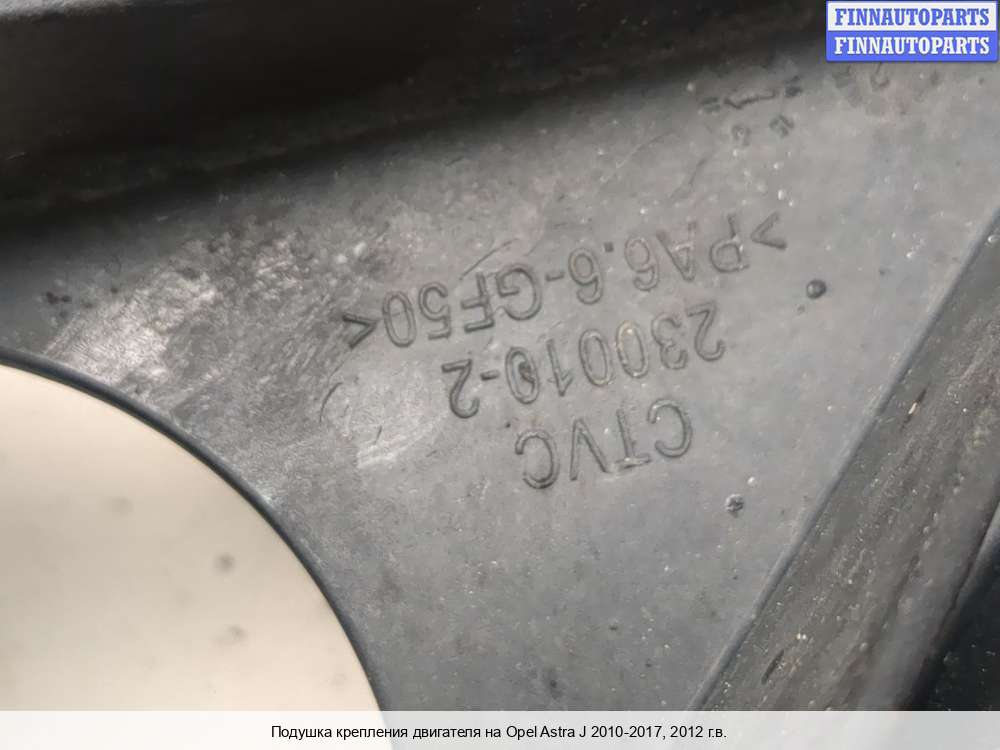 FINNAUTOPARTS
FINNAUTOPARTS
CTVC
230010-2
>PA6.6-GF50<
Подушка крепления двигателя на Opel Astra J 2010-2017, 2012 г.в.